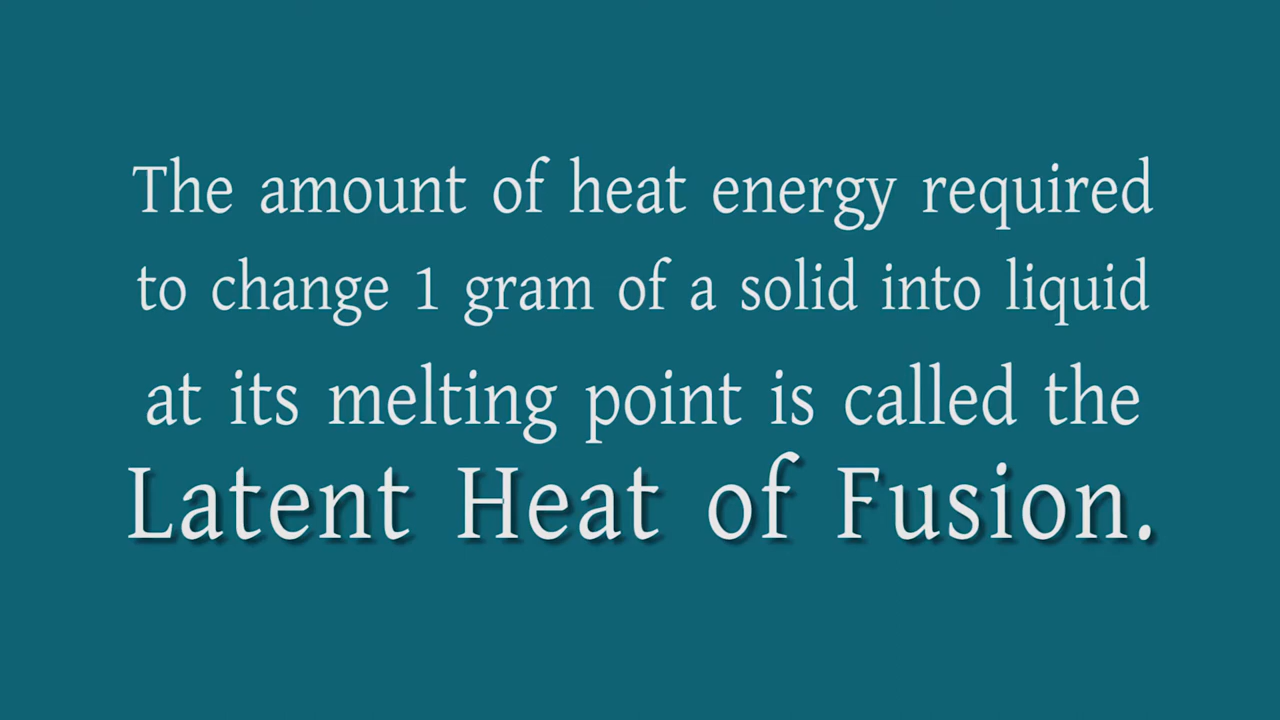 The amount of heat energy required
to change 1 gram of a solid into liquid
at its melting point is called the
Latent Heat of Fusion.